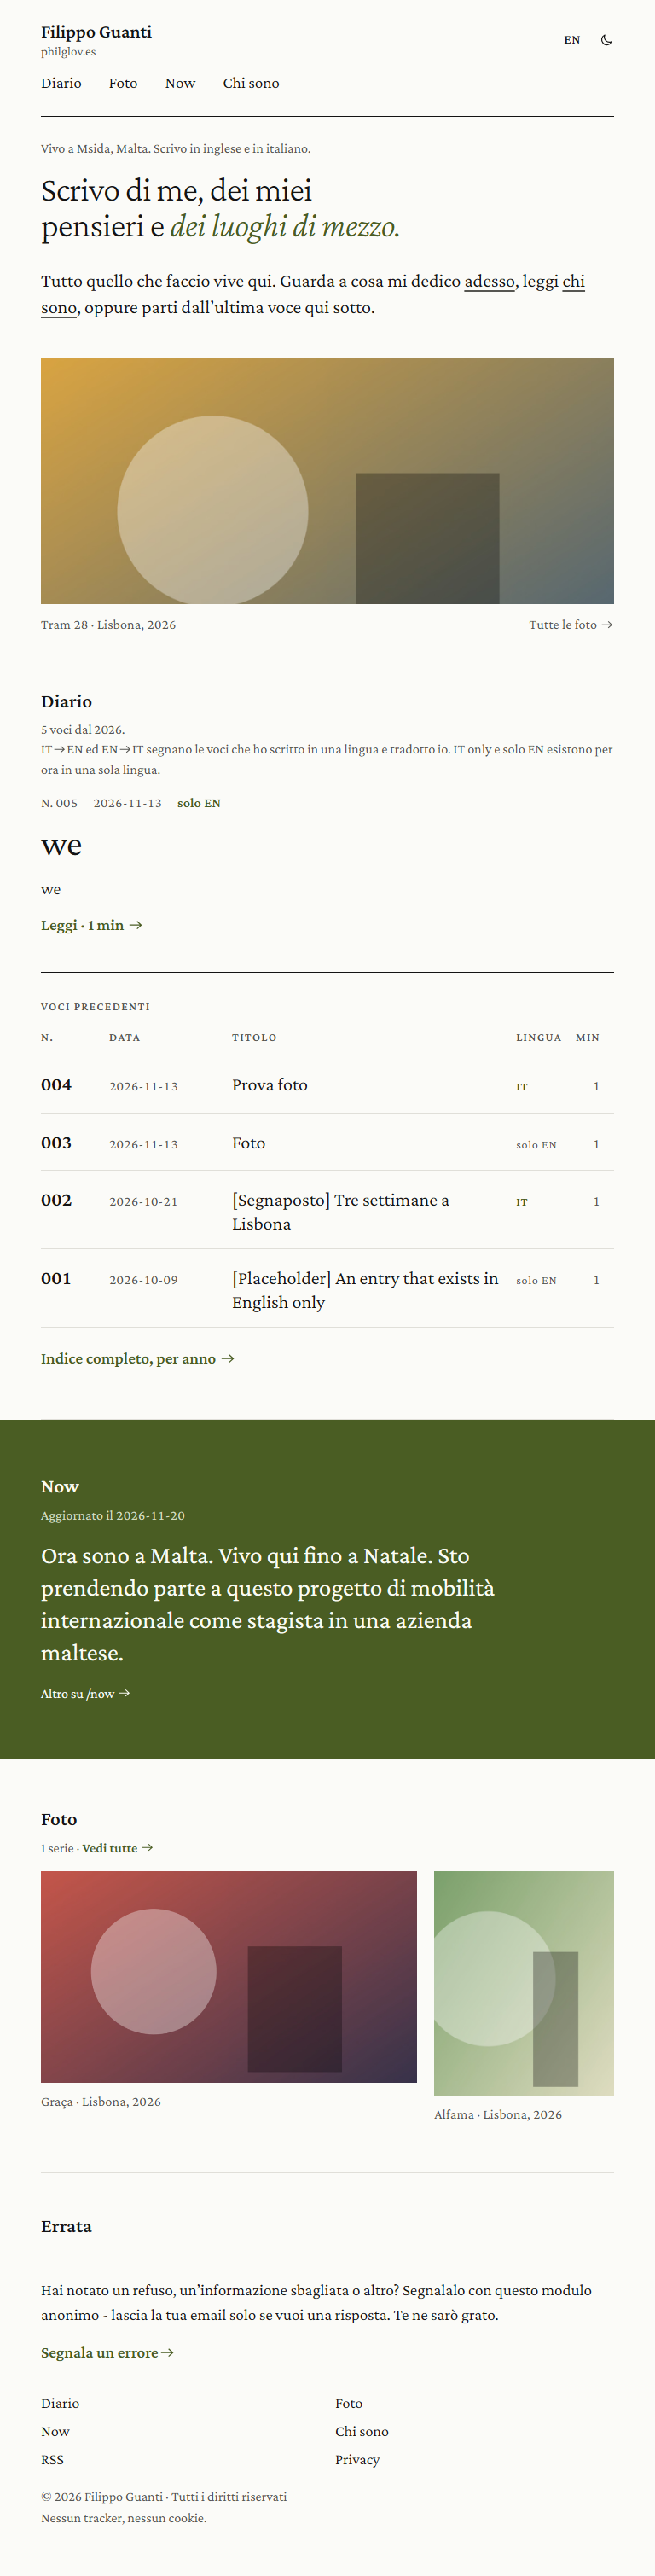 Filippo Guanti
philglov.es
EN
Diario Foto Now Chi sono
Vivo a Msida, Malta. Scrivo in inglese e in italiano.
Scrivo di me, dei miei
pensieri e dei luoghi di mezzo.
Tutto quello che faccio vive qui. Guarda a cosa mi dedico adesso, leggi chi
sono, oppure parti dall’ultima voce qui sotto.
Tram 28 · Lisbona, 2026
Tutte le foto →
Diario
5 voci dal 2026.
IT→EN ed EN→IT segnano le voci che ho scritto in una lingua e tradotto io. IT only e solo EN esistono per
ora in una sola lingua.
N. 005 2026-11-13 solo EN
we
we
Leggi · 1 min →
VOCI PRECEDENTI
N. DATA TITOLO LINGUA MIN
004 2026-11-13 Prova foto IT 1
003 2026-11-13 Foto solo EN 1
002 2026-10-21 [Segnaposto] Tre settimane a IT 1
Lisbona
001 2026-10-09 [Placeholder] An entry that exists in solo EN 1
English only
Indice completo, per anno →
Now
Aggiornato il 2026-11-20
Ora sono a Malta. Vivo qui fino a Natale. Sto
prendendo parte a questo progetto di mobilità
internazionale come stagista in una azienda
maltese.
Altro su /now →
Foto
1 serie · Vedi tutte →
Graça · Lisbona, 2026
Alfama · Lisbona, 2026
Errata
Hai notato un refuso, un’informazione sbagliata o altro? Segnalalo con questo modulo
anonimo - lascia la tua email solo se vuoi una risposta. Te ne sarò grato.
Segnala un errore→
Diario Foto
Now Chi sono
RSS Privacy
© 2026 Filippo Guanti · Tutti i diritti riservati
Nessun tracker, nessun cookie.